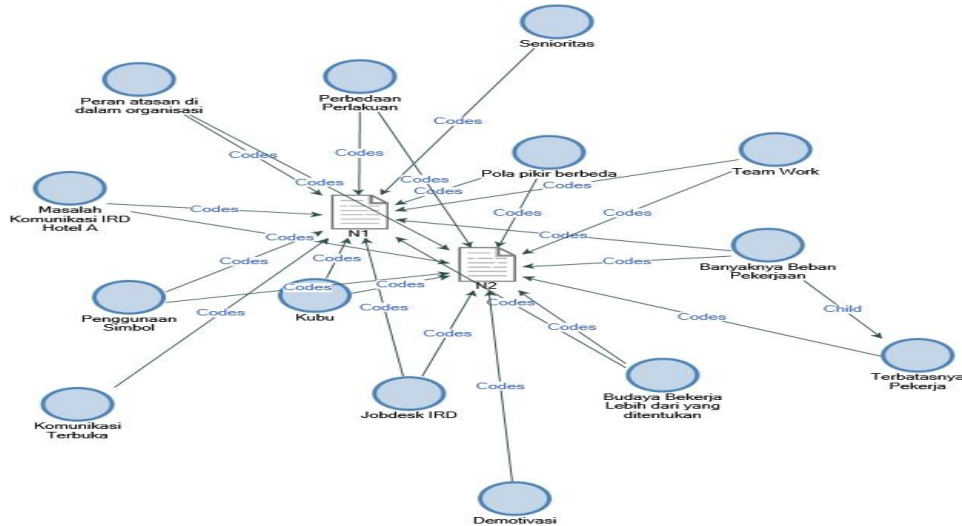 Senioritas
Peran atasan di
dalam organisasi
Perbedaan
Perlakuan
Codes
Codes
Codes
Pola pikir berbeda
Team Work
Codes
Codes
Codes
Codes
Masalah
Komunikasi IRD
Hotel A
Codes
Codes
Codes
N1
Codes
Codes
Codes
Codes
Banyaknya Beban
Pekerjaan
N2
Codes
Codes
Codes
Penggunaan
Simbol
Kubu
Codes
Codes
Codes
Child
Codes
Codes
Codes
Terbatasnya
Pekerja
Codes
Budaya Bekerja
Lebih dari yang
ditentukan
Jobdesk IRD
Komunikasi
Terbuka
Demotivasi